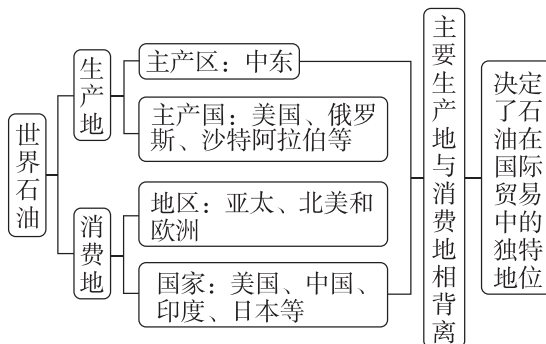 世界石油
生产地
主产区：中东
主产国：美国、俄罗
斯、沙特阿拉伯等
消费地
地区：亚太、北美和
欧洲
国家：美国、中国、
印度、日本等
主要生产地与消费地相背离
决定
了石
油在
国际
贸易
中的
独特
地位